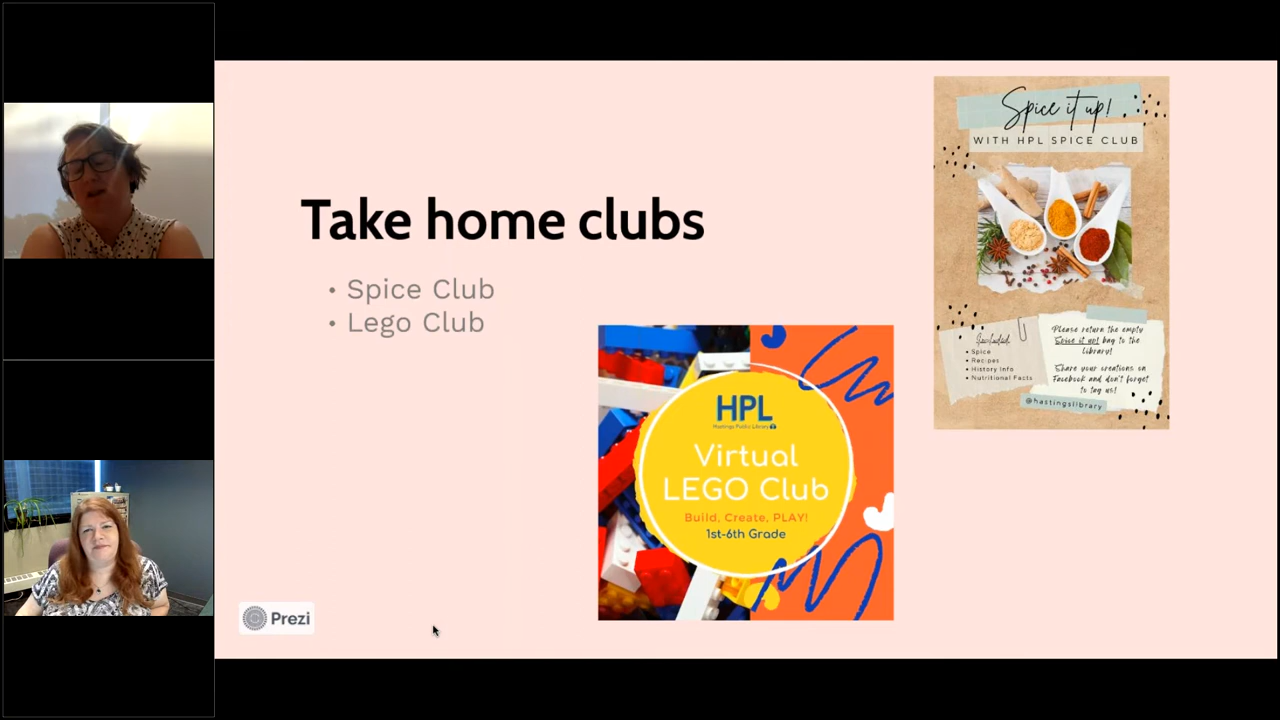 Take home clubs
• Spice Club
• Lego Club
HPL
Hastings Public Library
Virtual
LEGO Club
Build, Create, PLAY!
1st-6th Grade
Spice it up!
WITH HPL SPICE CLUB
Included
• Spice
• Recipes
• History Info
• Nutritional Facts
Please return the empty
Spice it up! bag to the
library!
Share your creations on
Facebook and don't forget
to tag us!
@hastingslibrary
Prezi